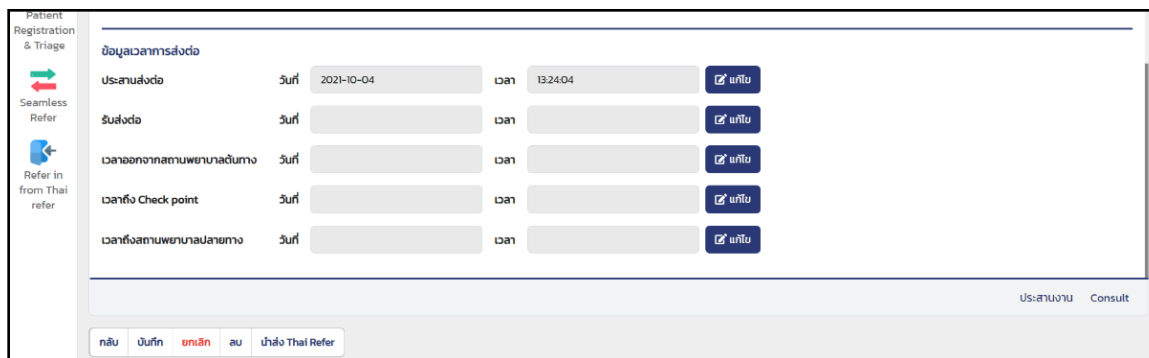 Patient
Registration
& Triage
Seamless
Refer
Refer in
from Thai
refer
ข้อมูลเวลาการส่งต่อ
ประสานส่งต่อ วันที่ 2021-10-04 เวลา 13:24:04 แก้ไข
รับส่งต่อ วันที่ เวลา แก้ไข
เวลาออกจากสถานพยาบาลต้นทาง วันที่ เวลา แก้ไข
เวลาถึง Check point วันที่ เวลา แก้ไข
เวลาถึงสถานพยาบาลปลายทาง วันที่ เวลา แก้ไข
ประสานงาน Consult
กลับ บันทึก ยกเลิก ลบ นำส่ง Thai Refer